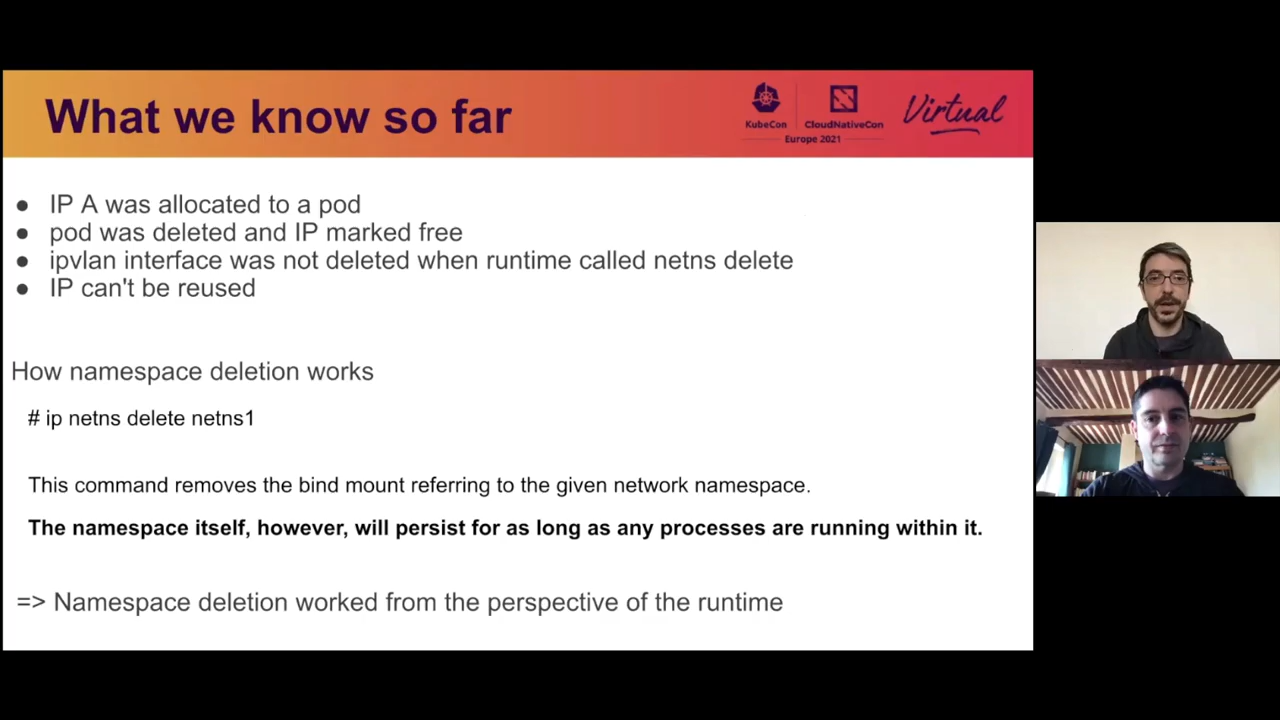 What we know so far
KubeCon
CloudNativeCon
Europe 2021
Virtual
● IP A was allocated to a pod
● pod was deleted and IP marked free
● ipvlan interface was not deleted when runtime called netns delete
● IP can't be reused
How namespace deletion works
# ip netns delete netns1
This command removes the bind mount referring to the given network namespace.
The namespace itself, however, will persist for as long as any processes are running within it.
=> Namespace deletion worked from the perspective of the runtime